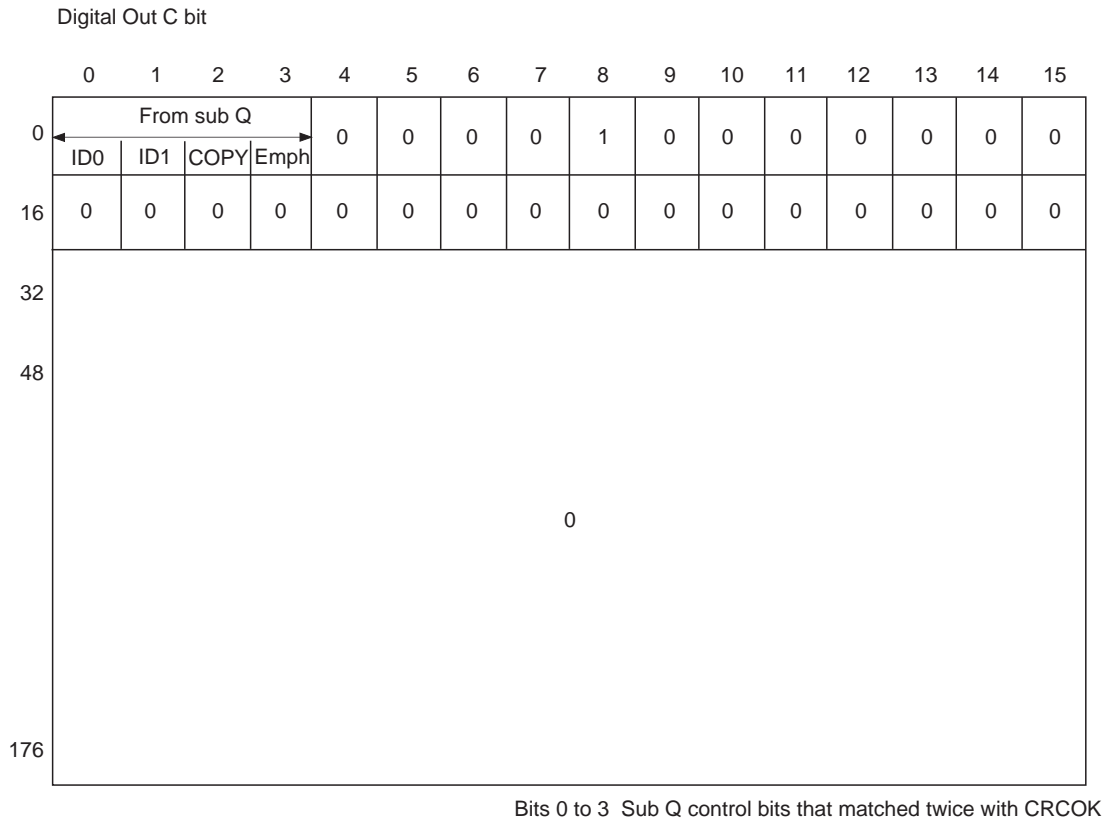 Digital Out C bit
0 1 2 3 4 5 6 7 8 9 10 11 12 13 14 15
From sub Q
0 0 0 0 0 1 0 0 0 0 0 0 0
ID0 ID1 COPY Emph
16 0 0 0 0 0 0 0 0 0 0 0 0 0 0 0 0
32
48
0
176
Bits 0 to 3 Sub Q control bits that matched twice with CRCOK